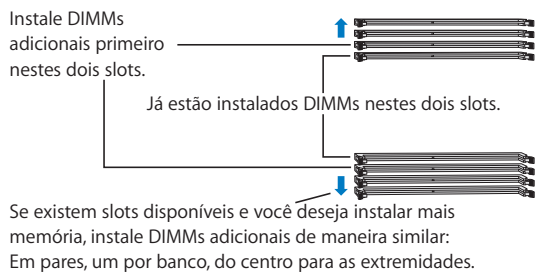 Instale DIMMs
adicionais primeiro
nestes dois slots.
Já estão instalados DIMMs nestes dois slots.
Se existem slots disponíveis e você deseja instalar mais
memória, instale DIMMs adicionais de maneira similar:
Em pares, um por banco, do centro para as extremidades.